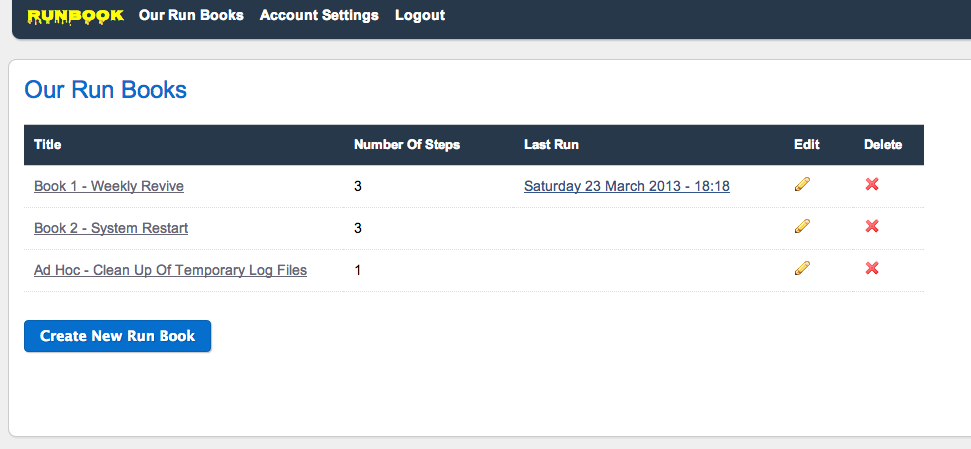 RUNBOOK Our Run Books Account Settings Logout
Our Run Books
Title Number Of Steps Last Run Edit Delete
Book 1 - Weekly Revive 3 Saturday 23 March 2013 - 18:18
Book 2 - System Restart 3
Ad Hoc - Clean Up Of Temporary Log Files 1
Create New Run Book